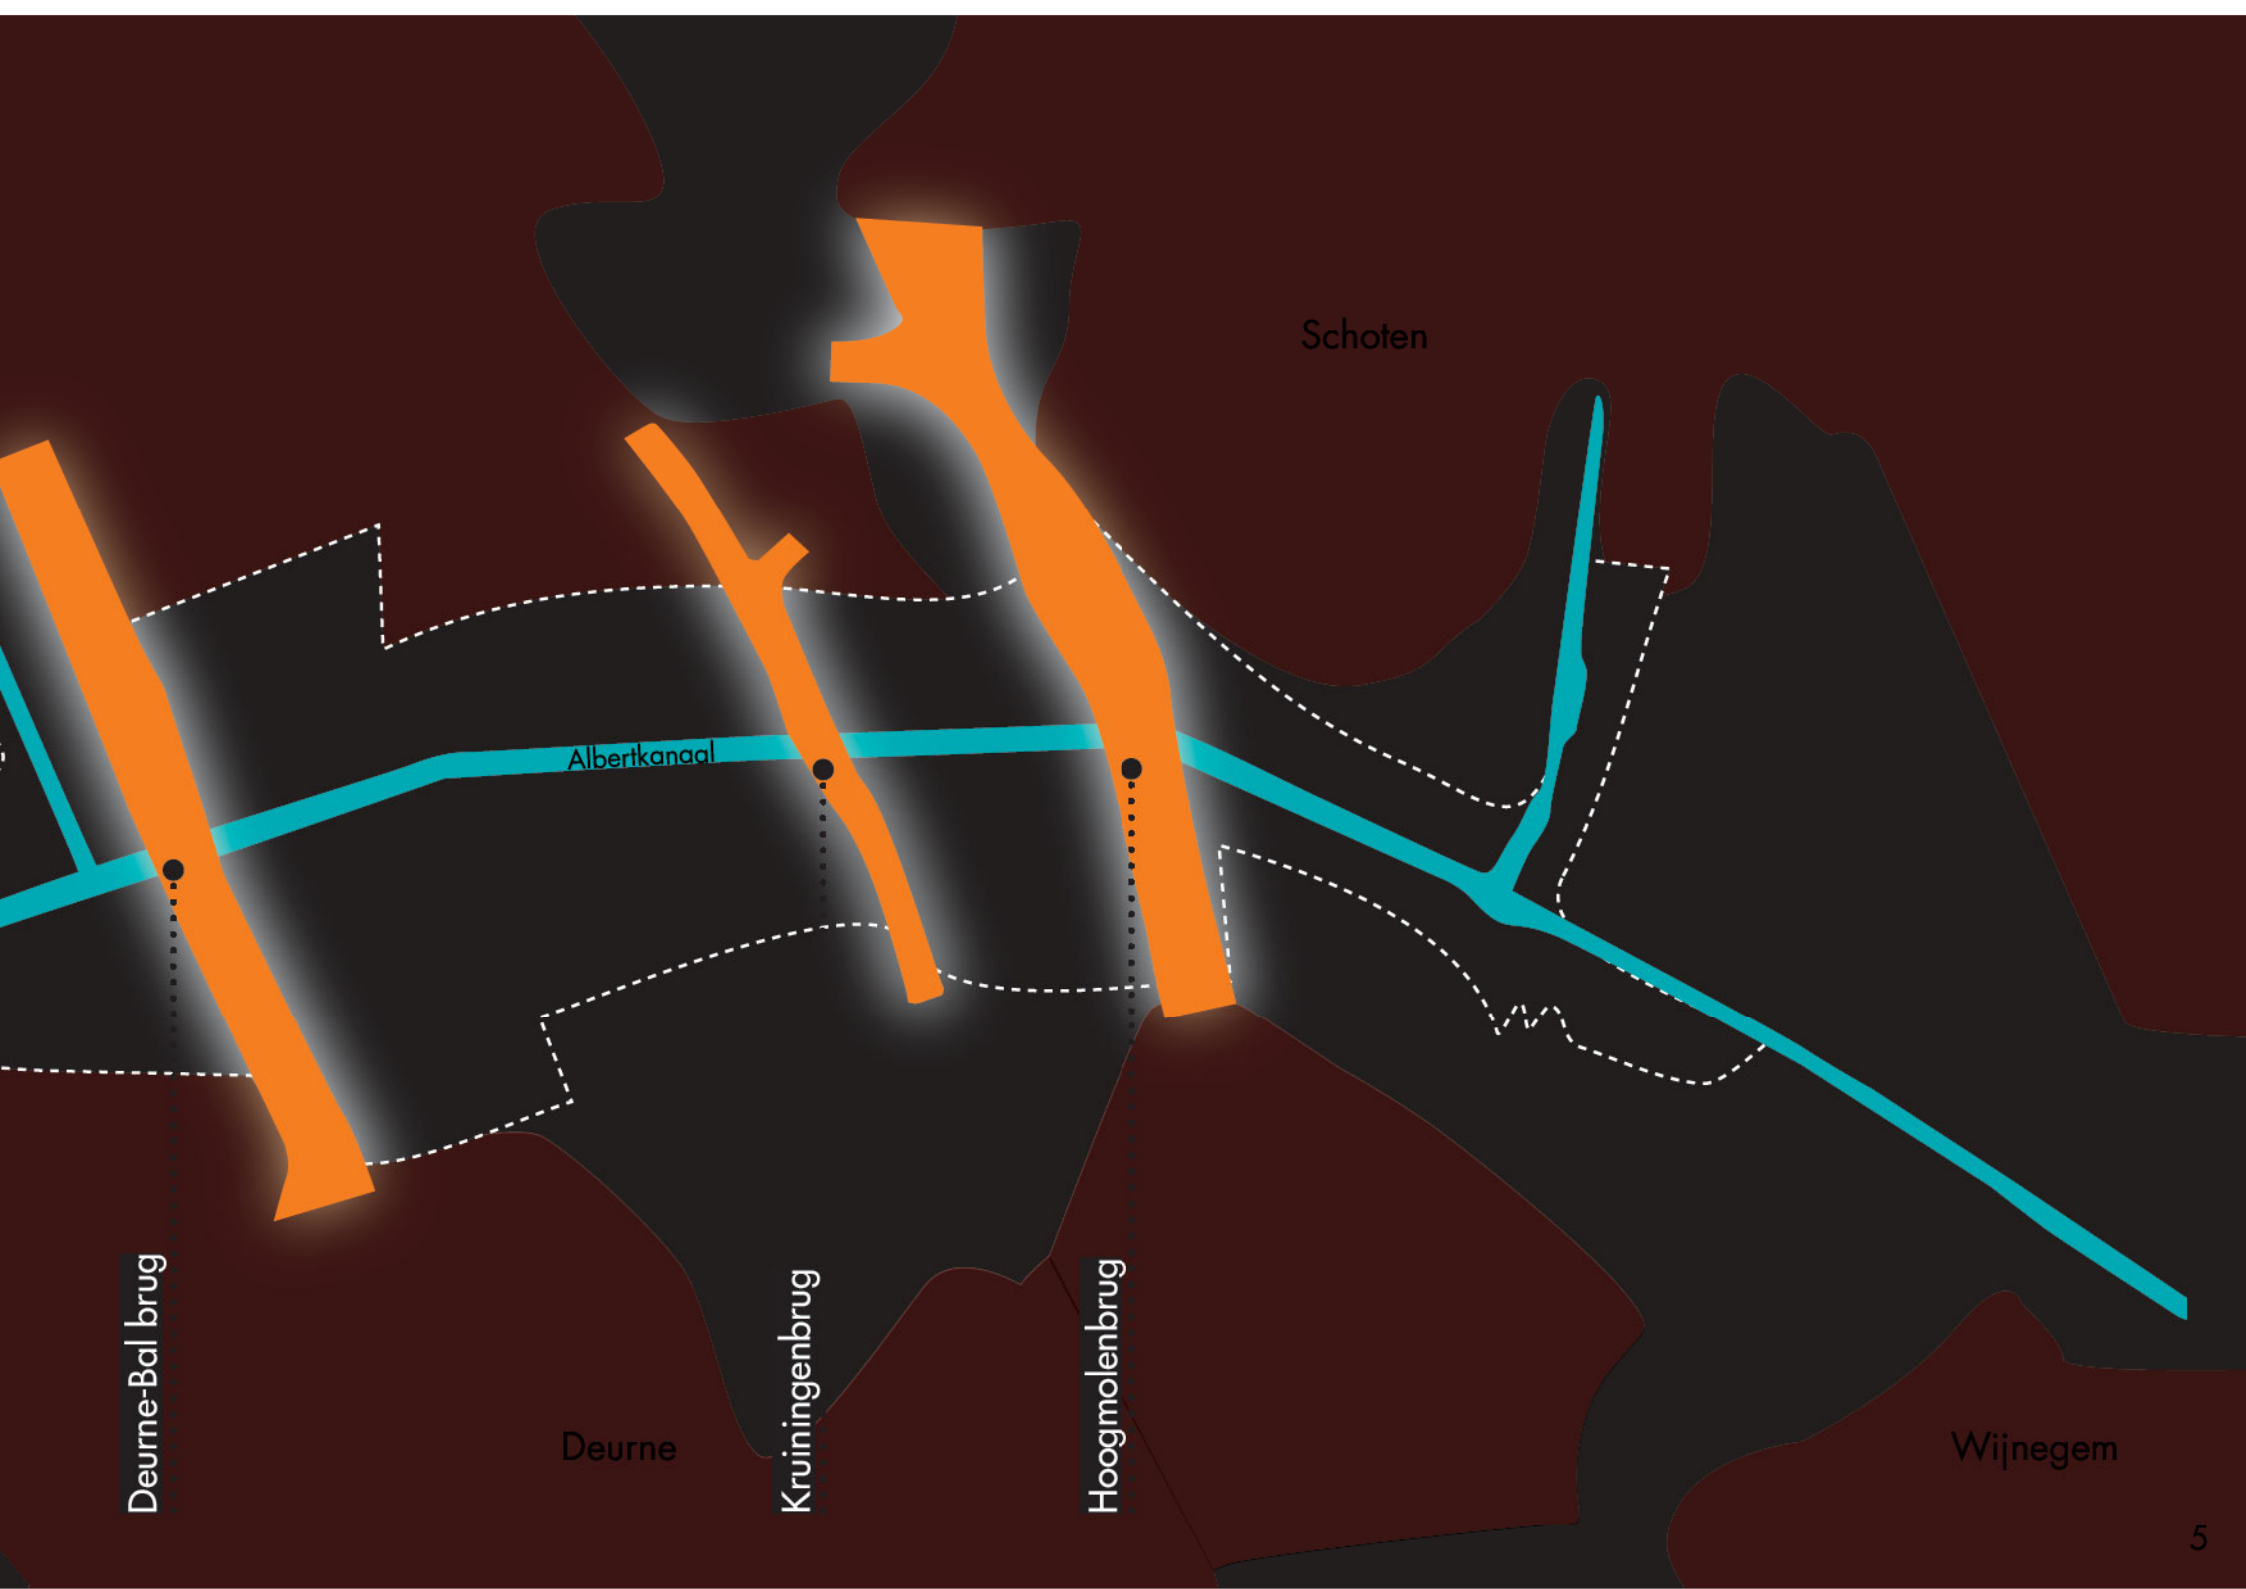 Schoten
Albertkanaal
Deurne-Bal brug
Kruiningenbrug
Hoogmolenbrug
Deurne
Wijnegem
5